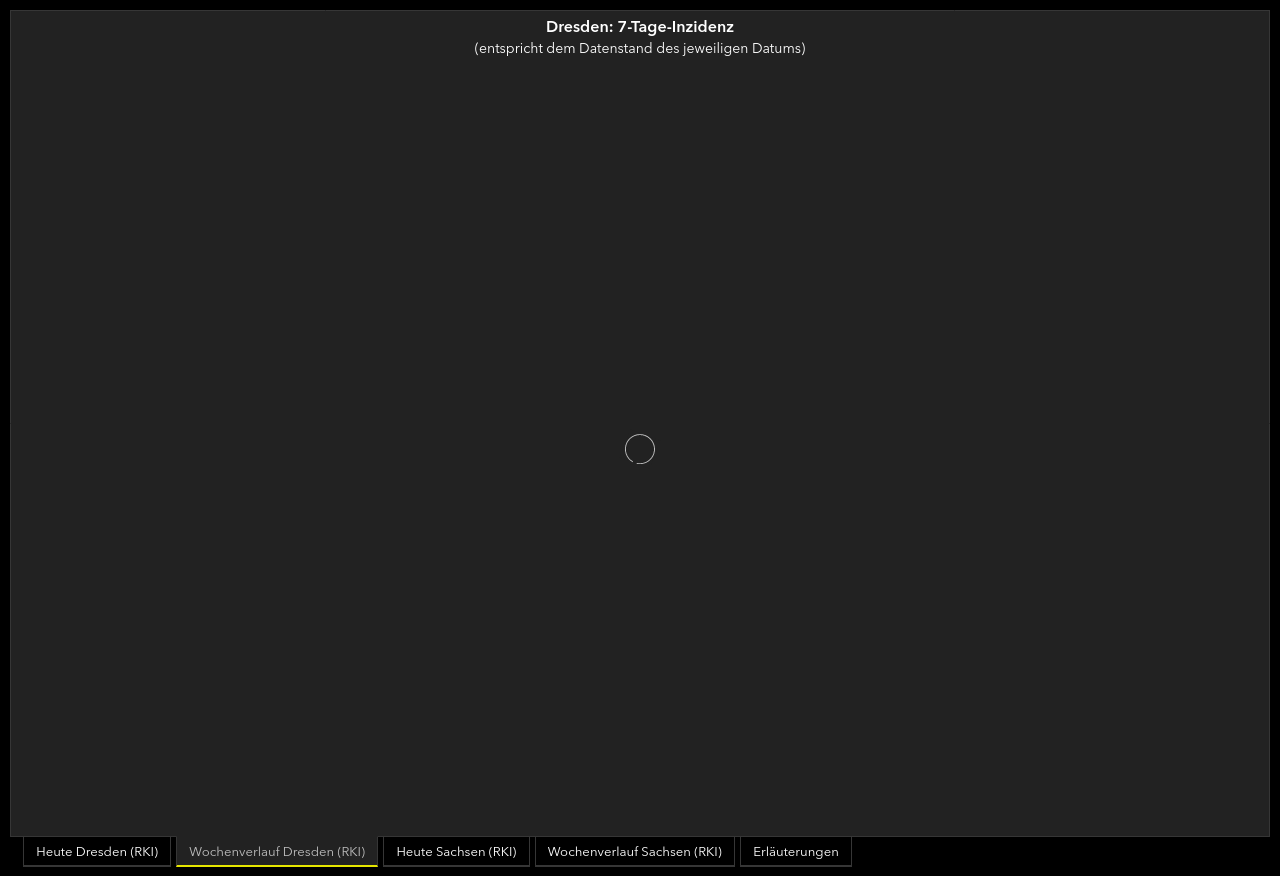 Dresden: 7-Tage-Inzidenz
(entspricht dem Datenstand des jeweiligen Datums)
Heute Dresden (RKI)
Wochenverlauf Dresden (RKI)
Heute Sachsen (RKI)
Wochenverlauf Sachsen (RKI)
Erläuterungen